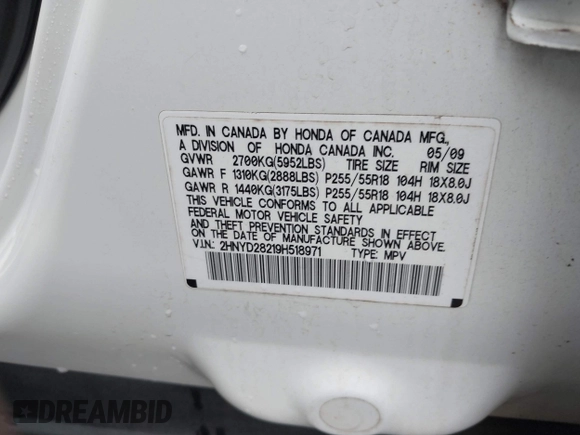 MFD. IN CANADA BY HONDA OF CANADA MFG.,
A DIVISION OF HONDA CANADA INC. 05/09
GVWR 2700KG(5952LBS) TIRE SIZE RIM SIZE
GAWR F 1310KG(2888LBS) P255/55R18 104H 18X8.0J
GAWR R 1440KG(3175LBS) P255/55R18 104H 18X8.0J
THIS VEHICLE CONFORMS TO ALL APPLICABLE
FEDERAL MOTOR VEHICLE SAFETY
AND THEFT PREVENTION STANDARDS IN EFFECT
ON THE DATE OF MANUFACTURE SHOWN ABOVE.
V.I.N.: 2HNYD28219H518971 TYPE: MPV
DREAMBID